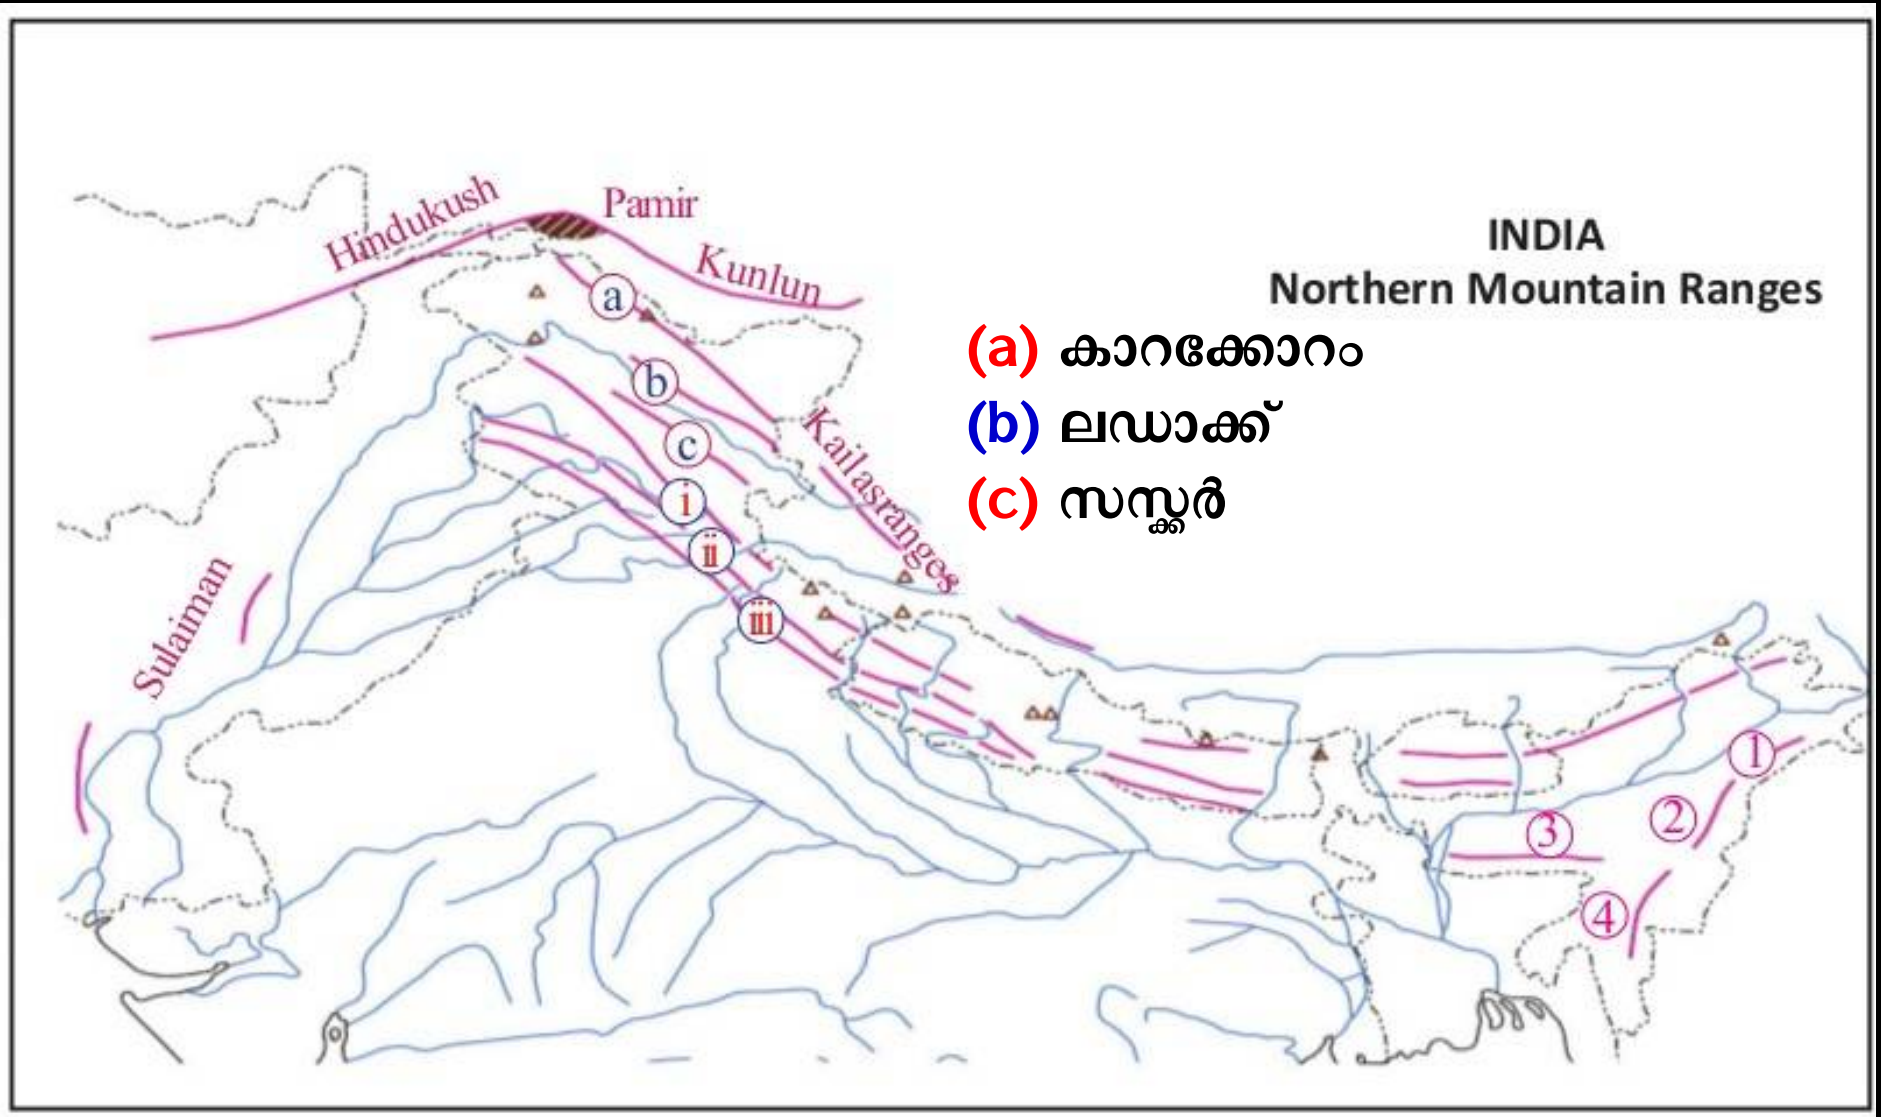 INDIA
Northern Mountain Ranges
Hindukush
Pamir
Kunlun
a
(a) കാറക്കോറം
b
(b) ലഡാക്ക്
c
(c) സസ്കർ
Kailasranges
i
ii
iii
Sulaiman
1
2
3
4